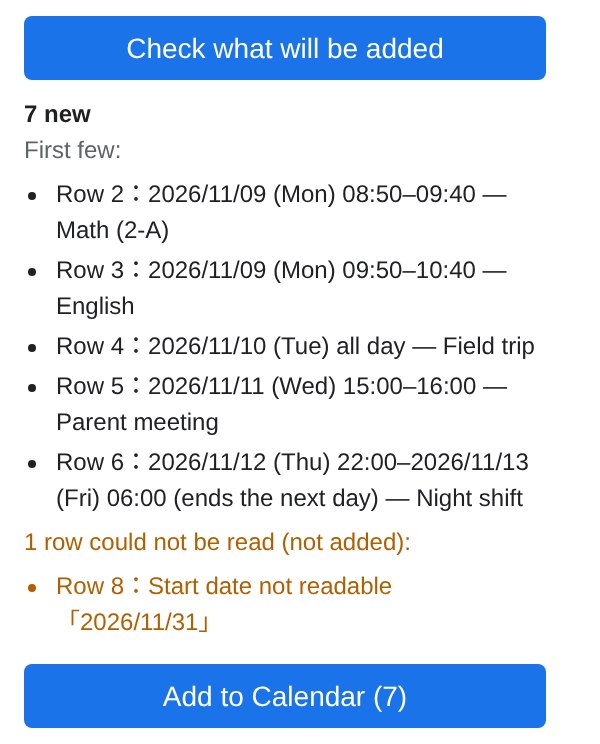 Check what will be added
7 new
First few:
Row 2：2026/11/09 (Mon) 08:50–09:40 —
Math (2-A)
Row 3：2026/11/09 (Mon) 09:50–10:40 —
English
Row 4：2026/11/10 (Tue) all day — Field trip
Row 5：2026/11/11 (Wed) 15:00–16:00 —
Parent meeting
Row 6：2026/11/12 (Thu) 22:00–2026/11/13
(Fri) 06:00 (ends the next day) — Night shift
1 row could not be read (not added):
Row 8：Start date not readable
「2026/11/31」
Add to Calendar (7)